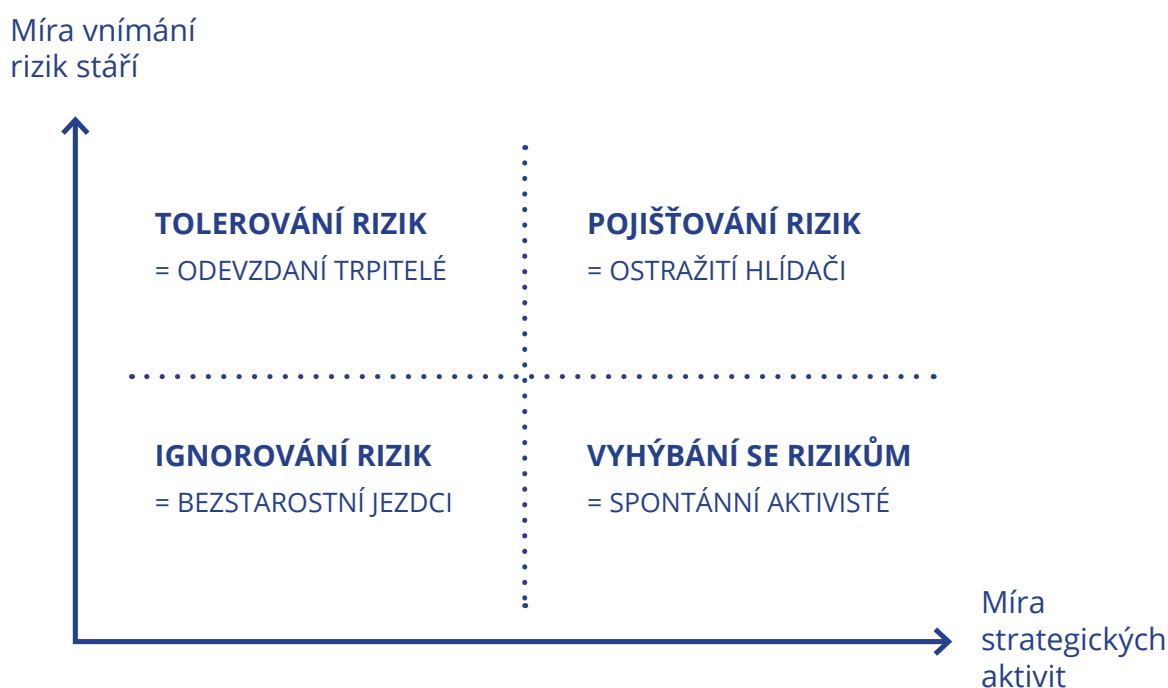 Míra vnímání
rizik stáří
TOLEROVÁNÍ RIZIK
= ODEVZDANÍ TRPITELÉ
POJIŠŤOVÁNÍ RIZIK
= OSTRAŽITÍ HLÍDAČI
IGNOROVÁNÍ RIZIK
= BEZSTAROSTNÍ JEZDCI
VYHÝBÁNÍ SE RIZIKŮM
= SPONTÁNNÍ AKTIVISTÉ
Míra
strategických
aktivit